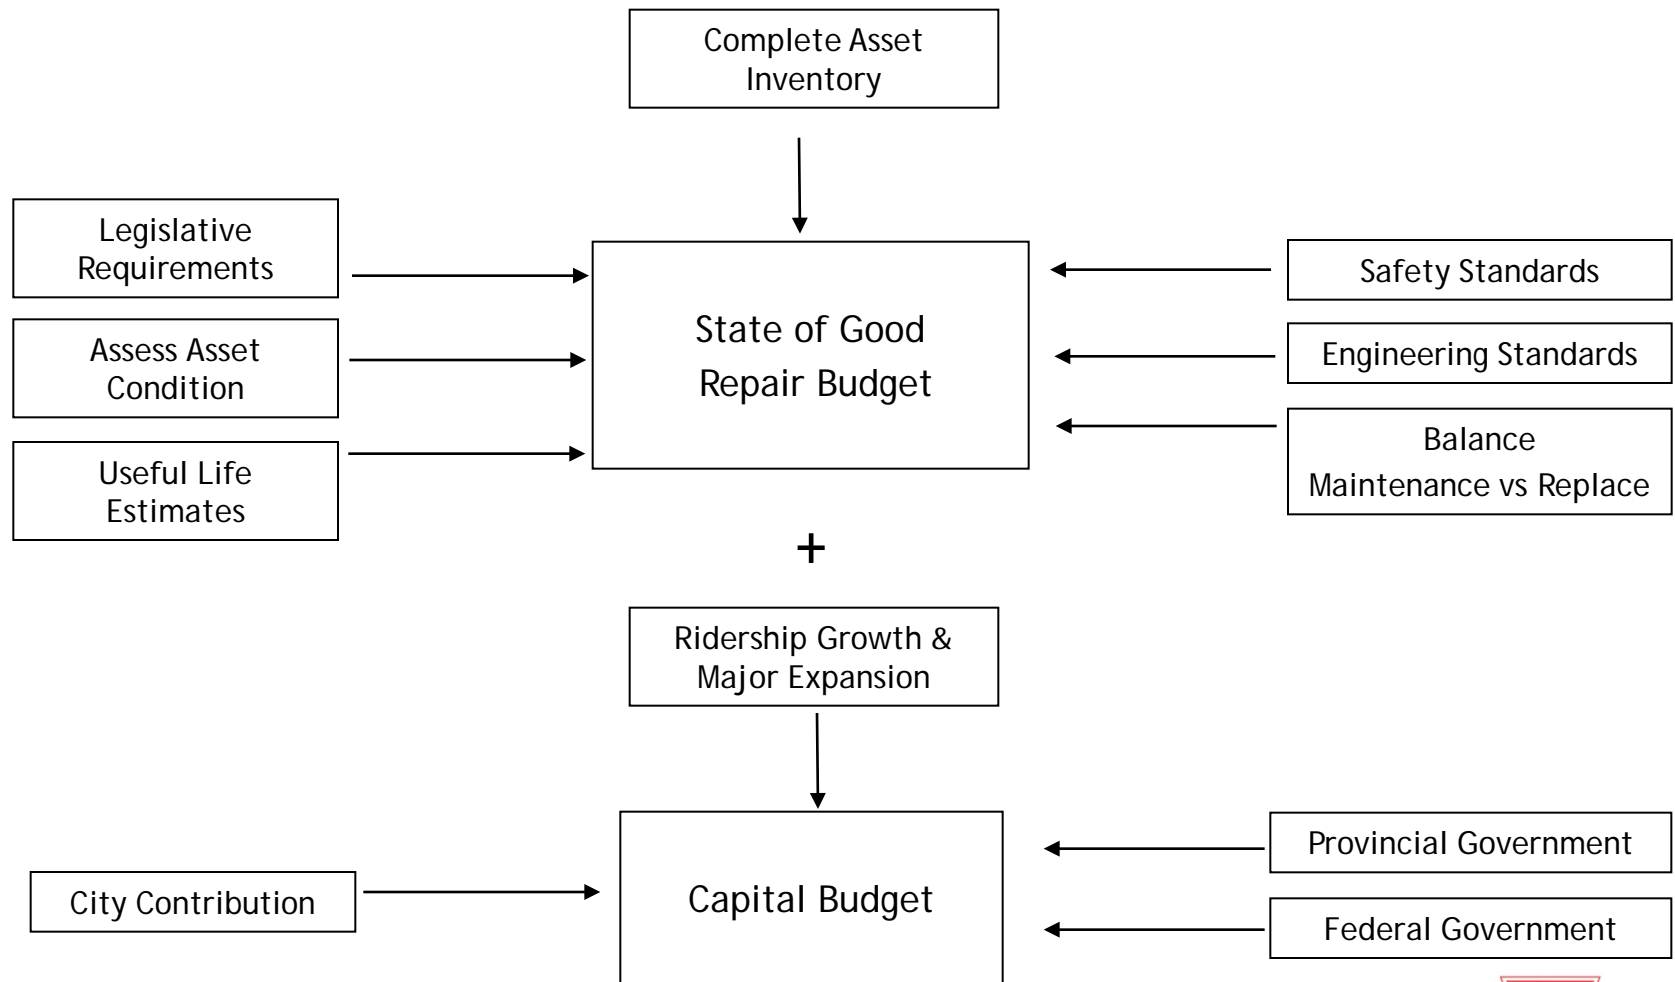 Complete Asset
Inventory
Legislative
Requirements
Assess Asset
Condition
Useful Life
Estimates
State of Good
Repair Budget
Safety Standards
Engineering Standards
Balance
Maintenance vs Replace
+
Ridership Growth &
Major Expansion
City Contribution
Capital Budget
Provincial Government
Federal Government